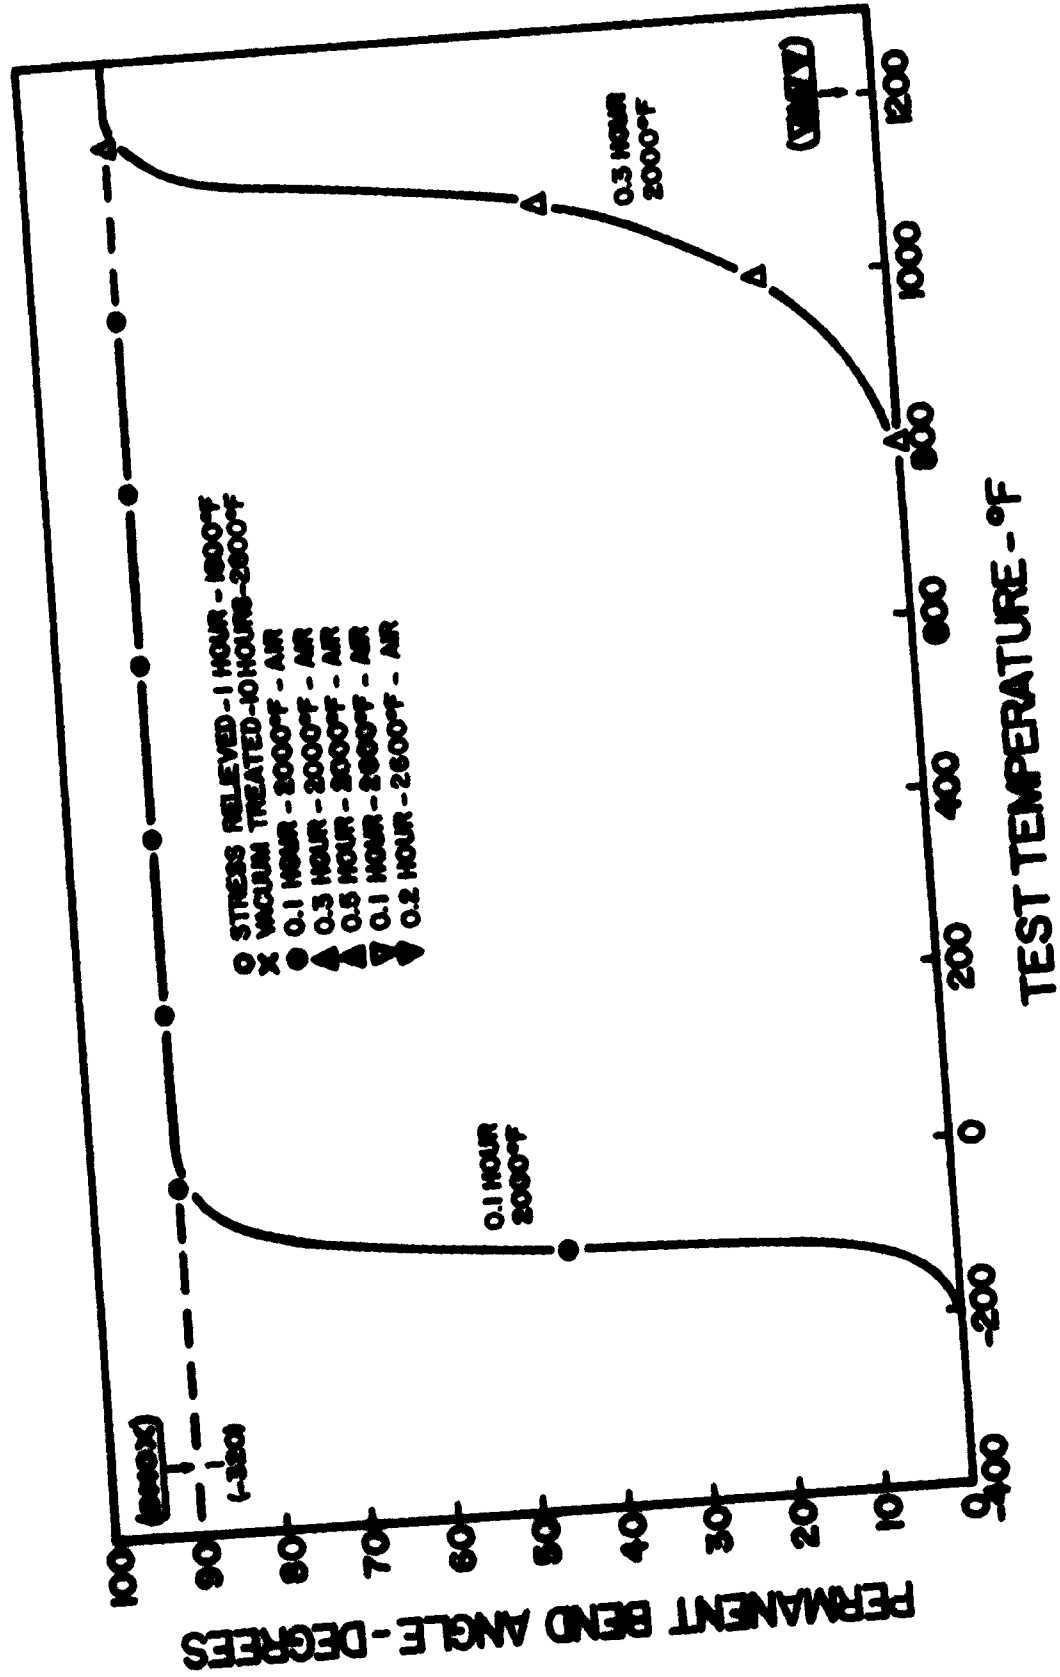 PERMANENT BEND ANGLE - DEGREES
100
90
80
70
60
50
40
30
20
10
0
(-320)
O STRESS RELIEVED - 1 HOUR - 1800°F
X VACUUM TREATED - 10 HOURS -
0.1 HOUR - 2000°F - AIR
0.3 HOUR - 2000°F - AIR
0.5 HOUR - 2000°F - AIR
0.1 HOUR - 2600°F - AIR
0.2 HOUR - 2600°F - AIR
0.1 HOUR
2000°F
0.3 HOUR
2000°F
-400
-200
0
200
400
600
800
1000
1200
TEST TEMPERATURE - °F